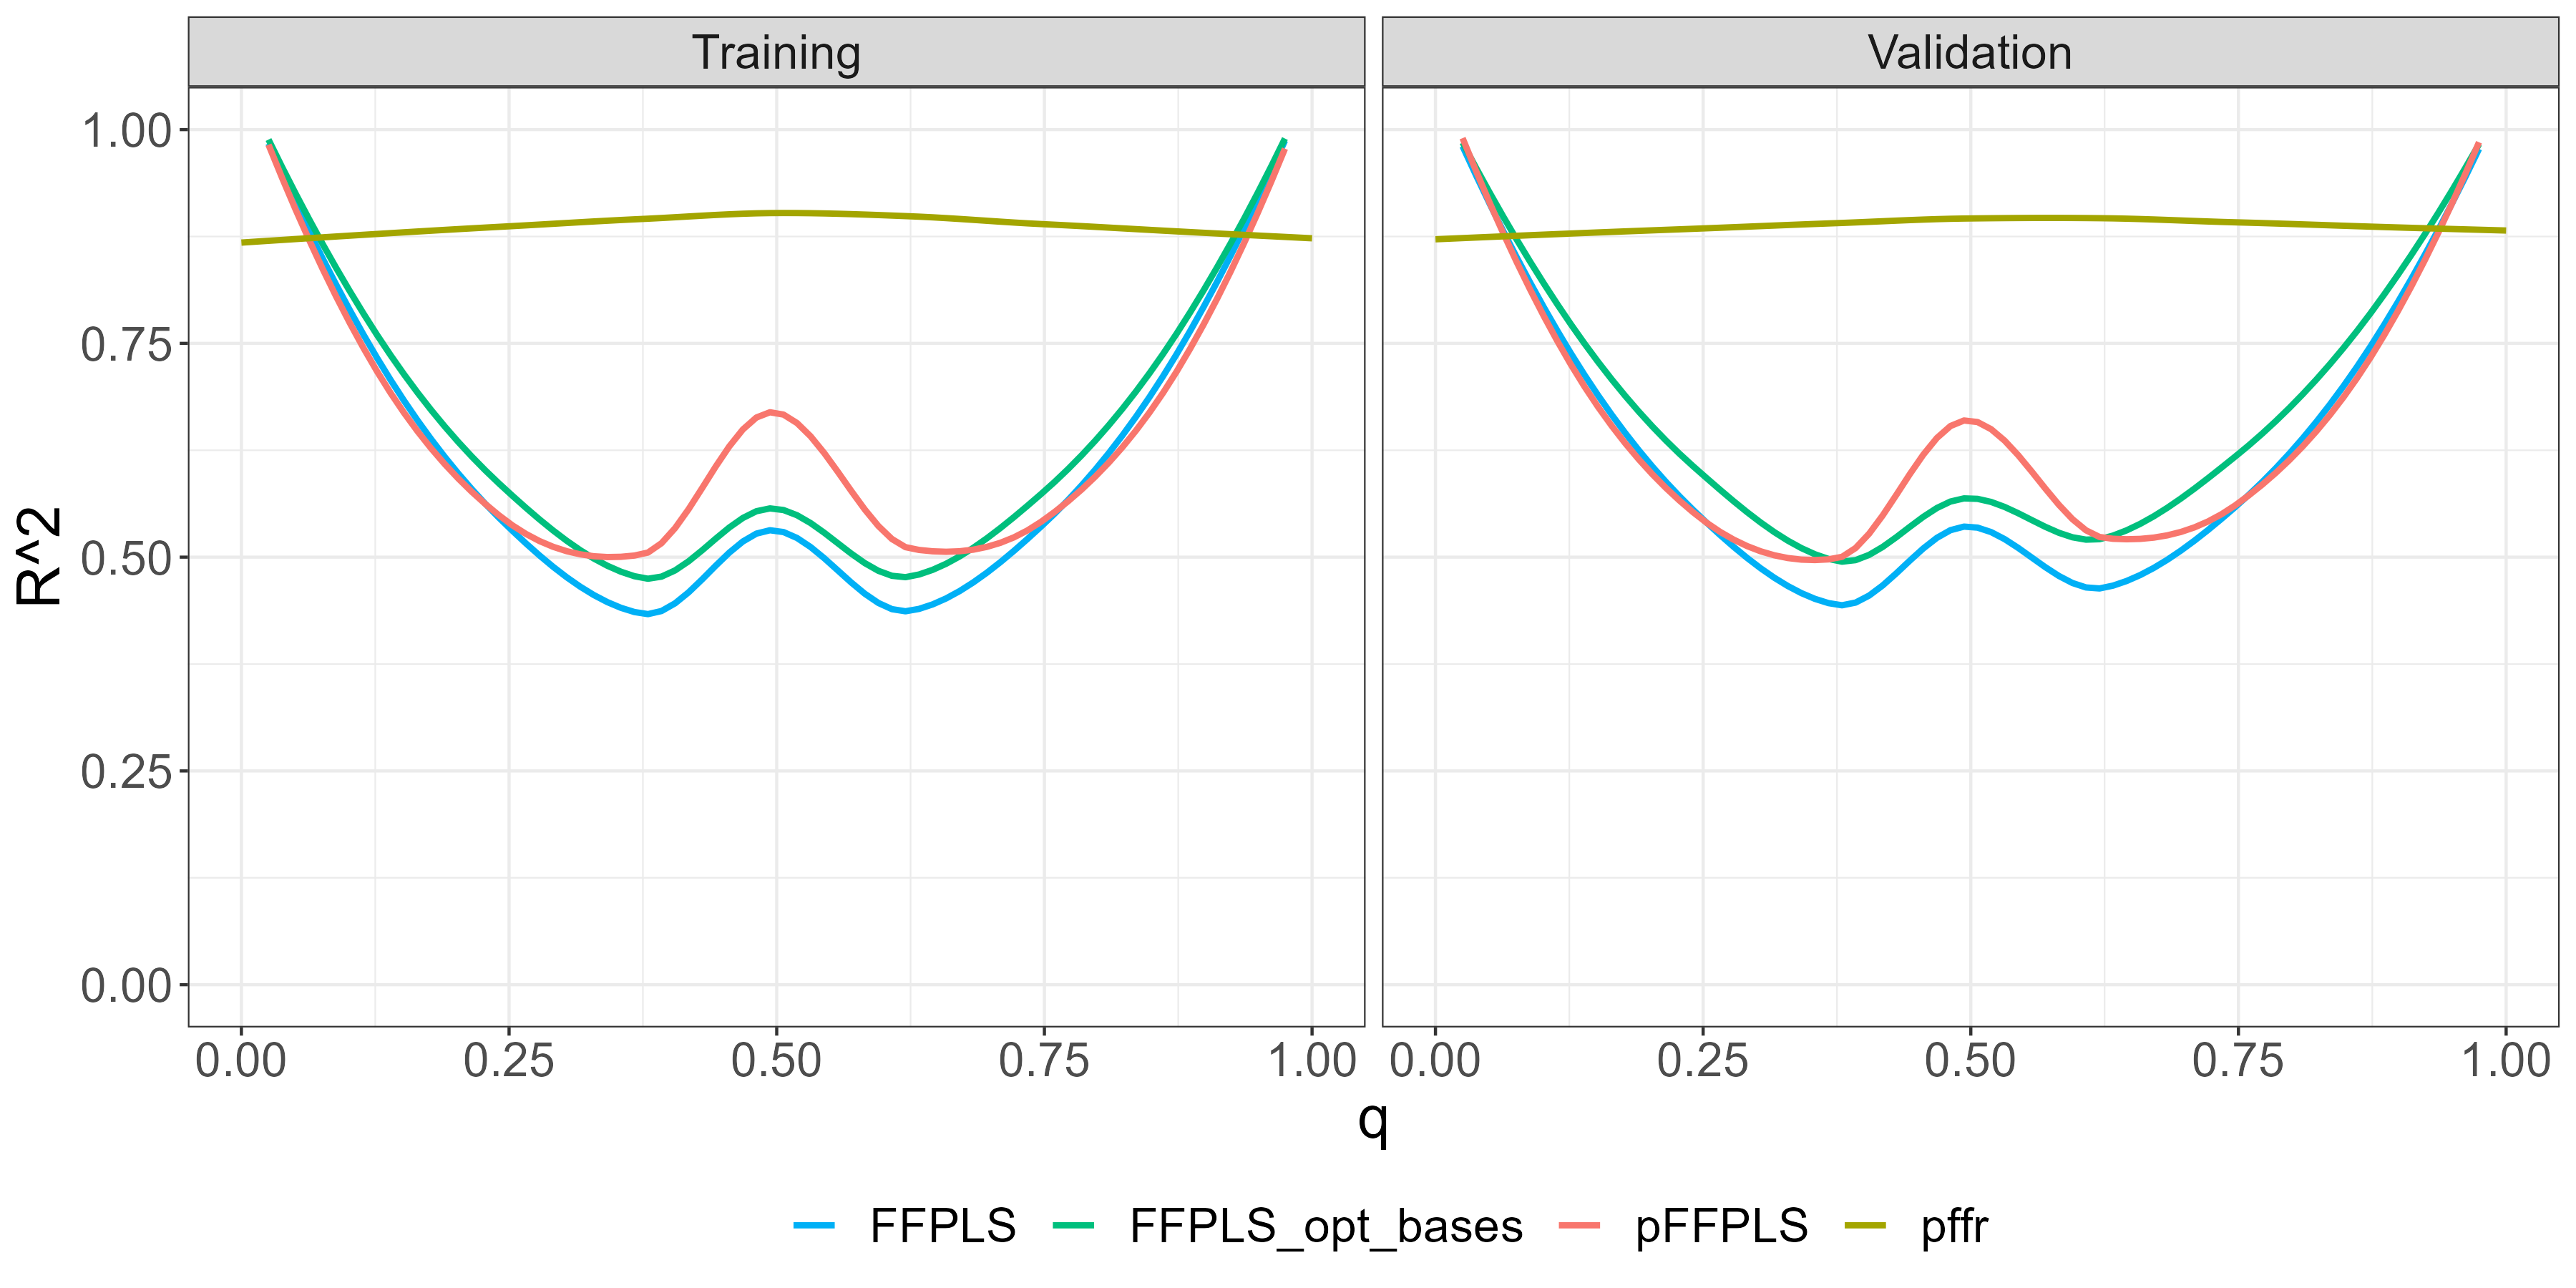 Training Validation
1.00
0.75
0.50
0.25
0.00
R^2
0.00 0.25 0.50 0.75 1.00 0.00 0.25 0.50 0.75 1.00
q
FFPLS FFPLS_opt_bases pFFPLS pffr